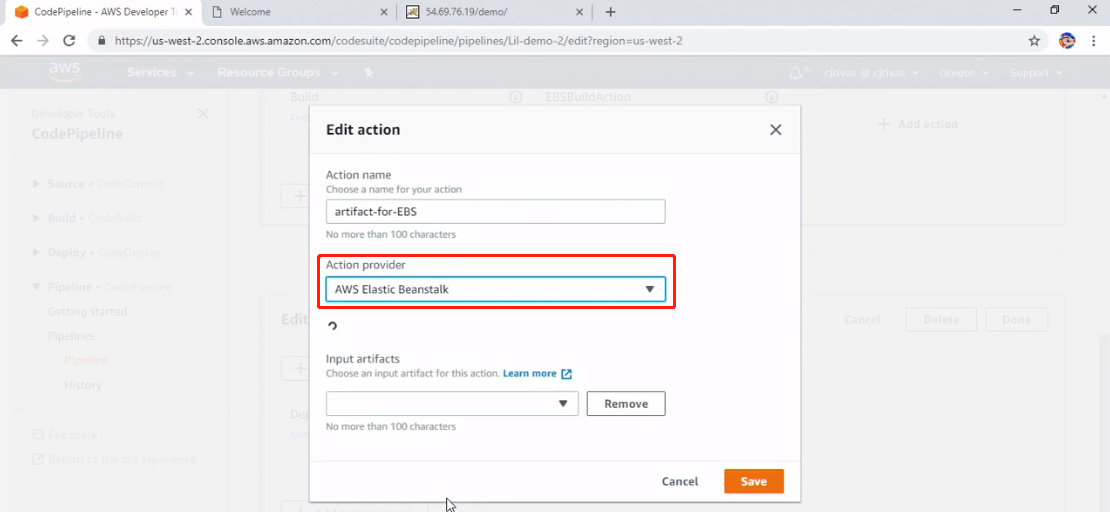 CodePipeline - AWS Developer T
Welcome
54.69.76.19/demo/
https://us-west-2.console.aws.amazon.com/codesuite/codepipeline/pipelines/Lil-demo-2/edit?region=us-west-2
aws
Services
Resource Groups
cjrivas @ cjrivas
Oregon
Support
Developer Tools
CodePipeline
Source • CodeCommit
Build • CodeBuild
Deploy • CodeDeploy
Pipeline • CodePipeline
Getting started
Pipelines
Pipeline
History
Feedback
Return to the old experience
Build
EBSBuildAction
Add action
Edit
Cancel
Delete
Done
Edit action
Action name
Choose a name for your action
artifact-for-EBS
No more than 100 characters
Action provider
AWS Elastic Beanstalk
Input artifacts
Choose an input artifact for this action. Learn more
Remove
No more than 100 characters
Cancel
Save